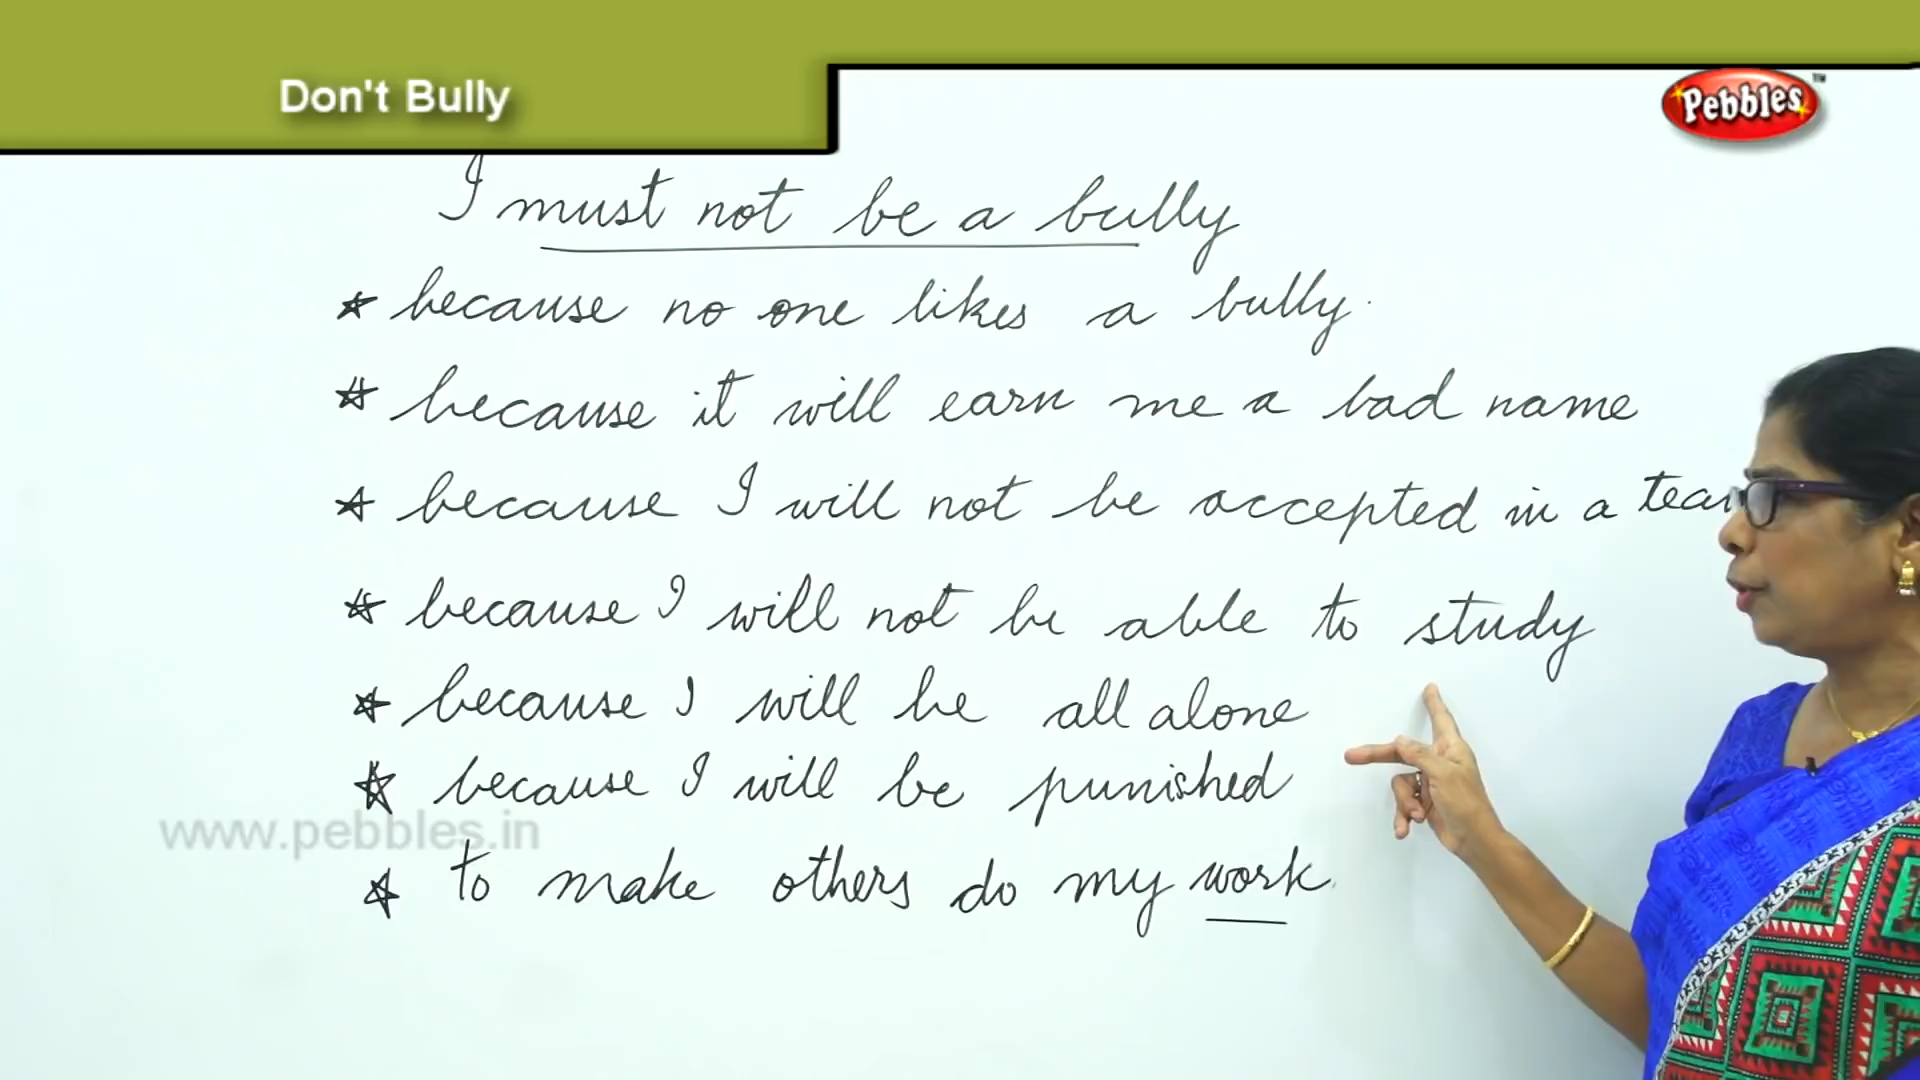 Don't Bully
Pebbles™
I must not be a bully
★ because no one likes a bully.
★ because it will earn me a bad name
★ because I will not be accepted in a tea
★ because I will not be able to study
★ because I will be all alone
★ because I will be punished
www.pebbles.in
★ to make others do my work.